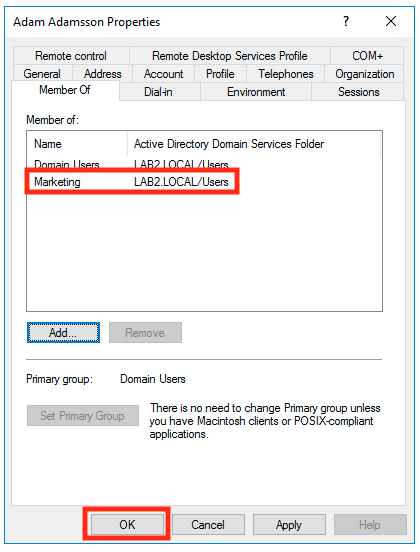 Adam Adamsson Properties ? ×
Remote control Remote Desktop Services Profile COM+
General Address Account Profile Telephones Organization
Member Of Dial-in Environment Sessions
Member of:
Name Active Directory Domain Services Folder
Domain Users LAB2.LOCAL/Users
Marketing LAB2.LOCAL/Users
Add... Remove
Primary group: Domain Users
Set Primary Group There is no need to change Primary group unless
you have Macintosh clients or POSIX-compliant
applications.
OK Cancel Apply Help